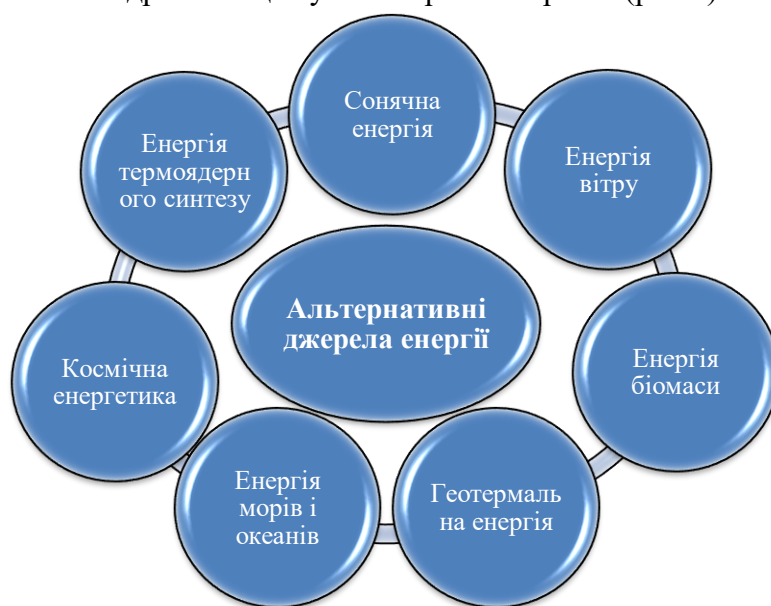 Сонячна
енергія
Енергія
вітру
Енергія
біомаси
Геотермаль
на енергія
Енергія
морів і
океанів
Космічна
енергетика
Енергія
термоядерн
ого синтезу
Альтернативні
джерела енергії